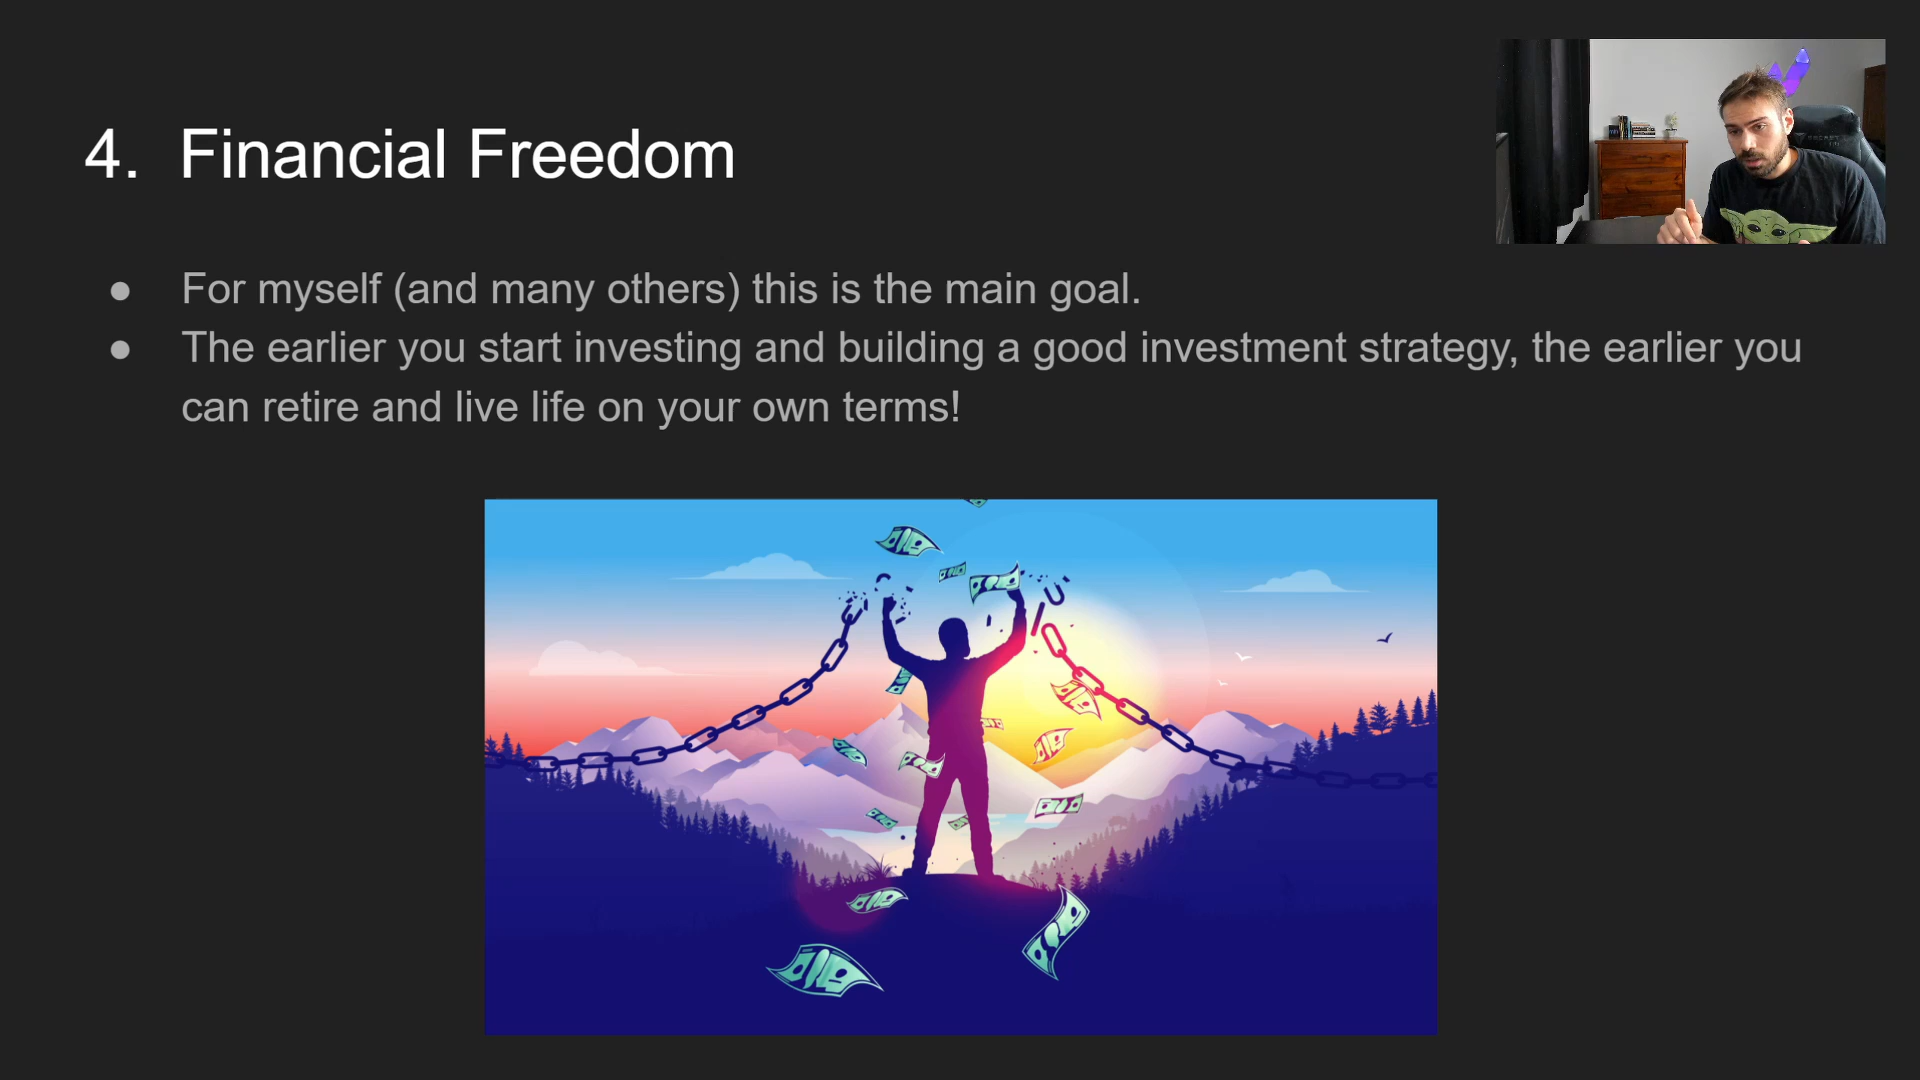 4. Financial Freedom
● For myself (and many others) this is the main goal.
● The earlier you start investing and building a good investment strategy, the earlier you
can retire and live life on your own terms!